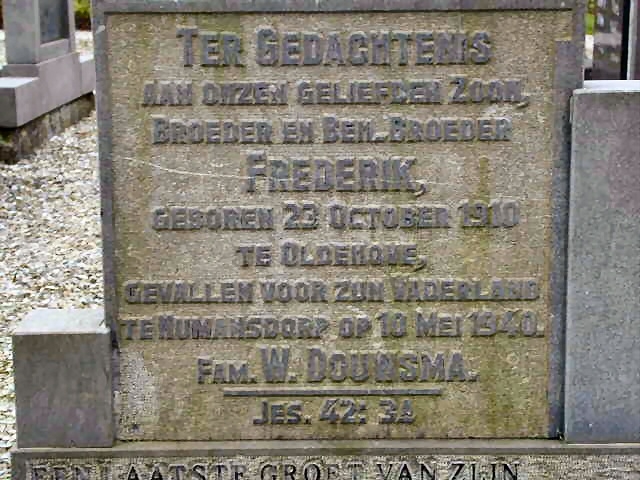 TER GEDACHTENIS
AAN ONZEN GELIEFDEN ZOON,
BROEDER EN BEH. BROEDER
FREDERIK,
GEBOREN 23 OCTOBER 1910
TE OLDEHOVE,
GEVALLEN VOOR ZIJN VADERLAND
TE NUMANSDORP OP 10 MEI 1940.
FAM. W. DOUWSMA.
JES. 42: 3A
EEN LAATSTE GROET VAN ZIJN